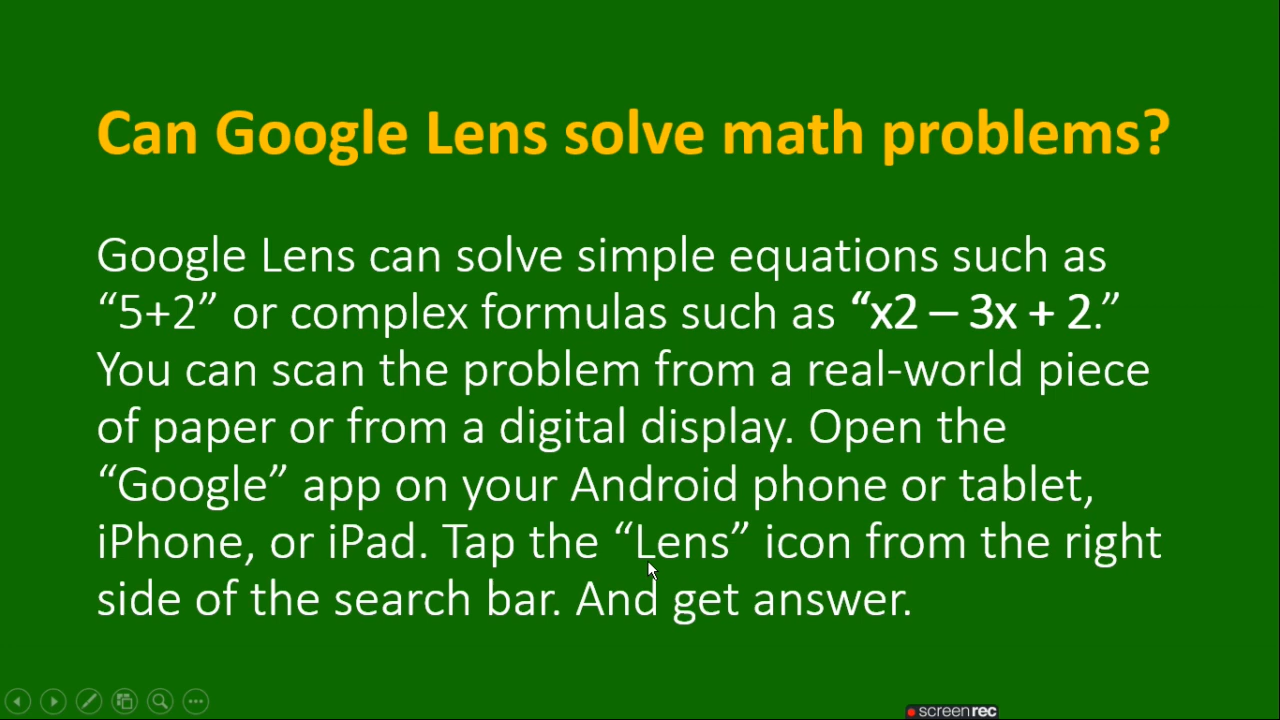 Can Google Lens solve math problems?
Google Lens can solve simple equations such as
“5+2” or complex formulas such as “x2 – 3x + 2.”
You can scan the problem from a real-world piece
of paper or from a digital display. Open the
“Google” app on your Android phone or tablet,
iPhone, or iPad. Tap the “Lens” icon from the right
side of the search bar. And get answer.
screenrec